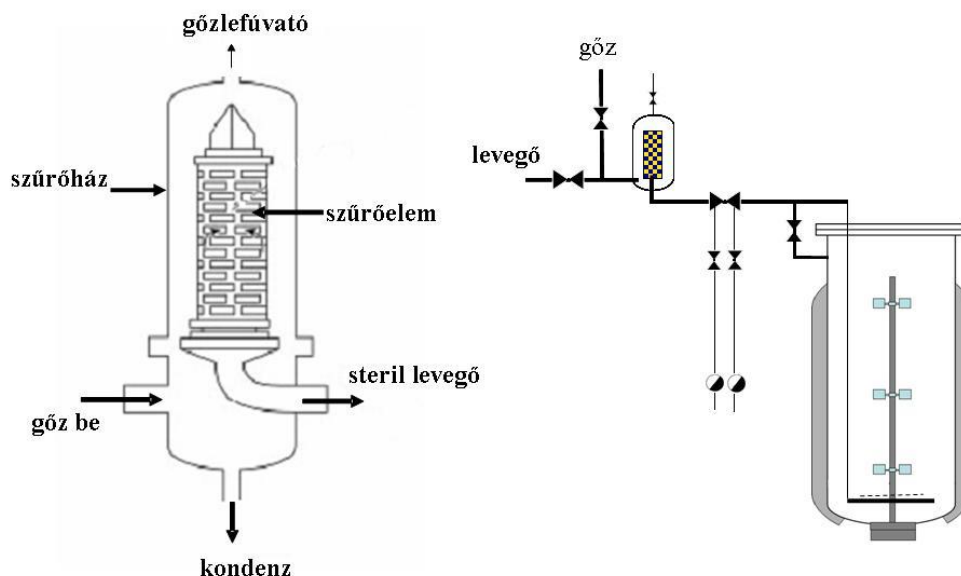 gőzlefúvató
szűrőház
szűrőelem
steril levegő
gőz be
kondenz
gőz
levegő